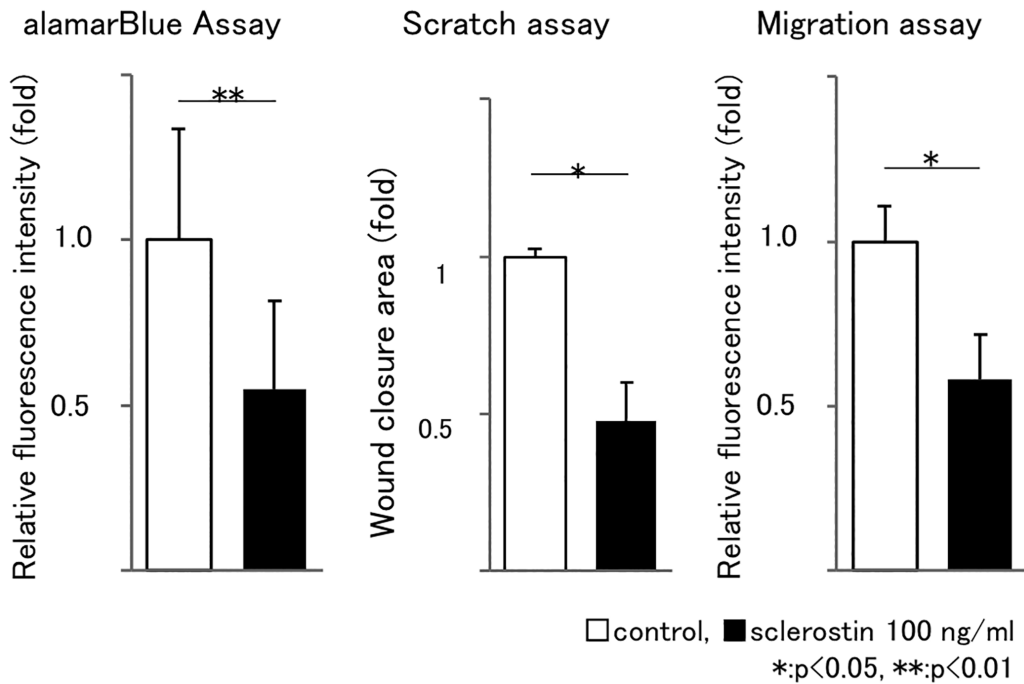 alamarBlue Assay
Relative fluorescence intensity (fold)
1.0
0.5
**
Scratch assay
Wound closure area (fold)
1
0.5
*
Migration assay
Relative fluorescence intensity (fold)
1.0
0.5
*
control, sclerostin 100 ng/ml
*:p<0.05, **:p<0.01